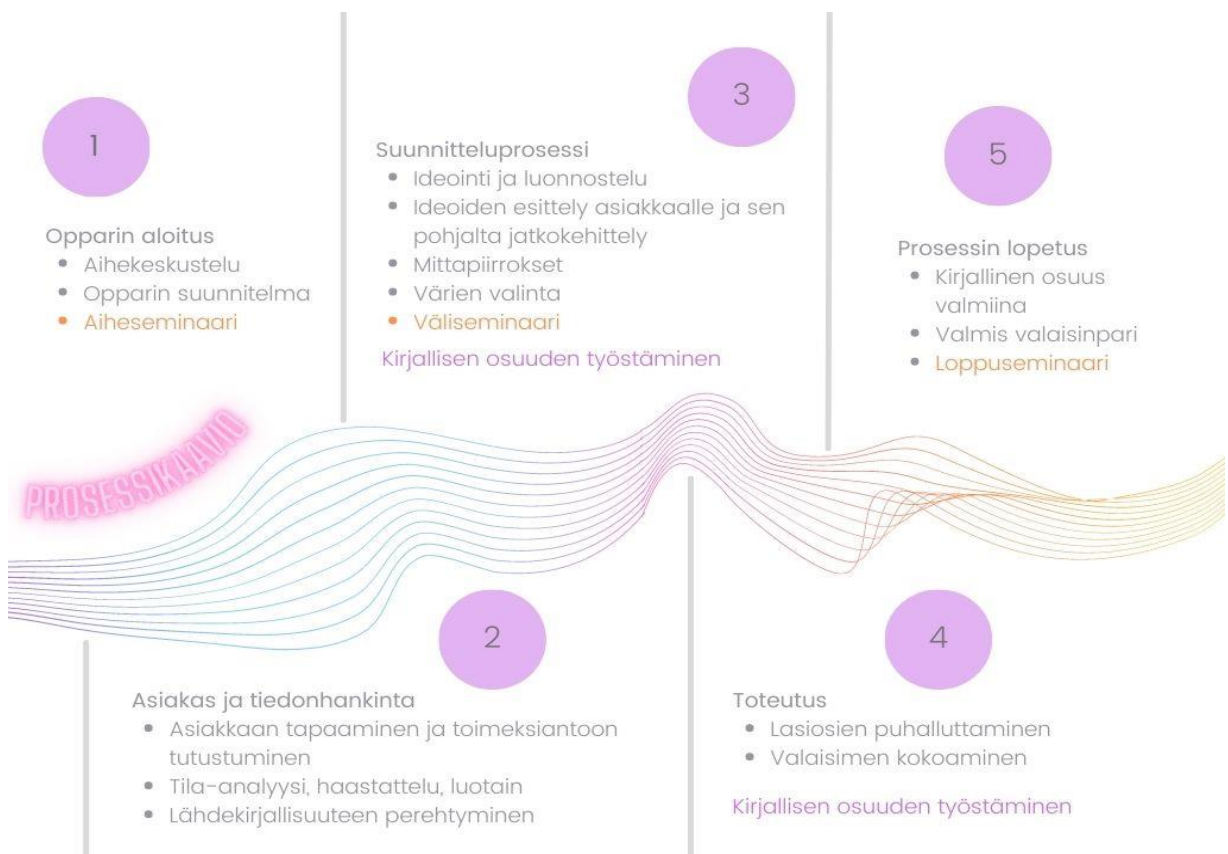 PROSESSIKAAVIO
1
Opparin aloitus
Aihekeskustelu
Opparin suunnitelma
Aiheseminaari
2
Asiakas ja tiedonhankinta
Asiakkaan tapaaminen ja toimeksiantoon
tutustuminen
Tila-analyysi, haastattelu, luotain
Lähdekirjallisuuteen perehtyminen
3
Suunnitteluprosessi
Ideointi ja luonnostelu
Ideoiden esittely asiakkaalle ja sen
pohjalta jatkokehittely
Mittapiirrokset
Värien valinta
Väliseminaari
Kirjallisen osuuden työstäminen
4
Toteutus
Lasiosien puhalluttaminen
Valaisimen kokoaminen
Kirjallisen osuuden työstäminen
5
Prosessin lopetus
Kirjallinen osuus
valmiina
Valmis valaisinpari
Loppuseminaari